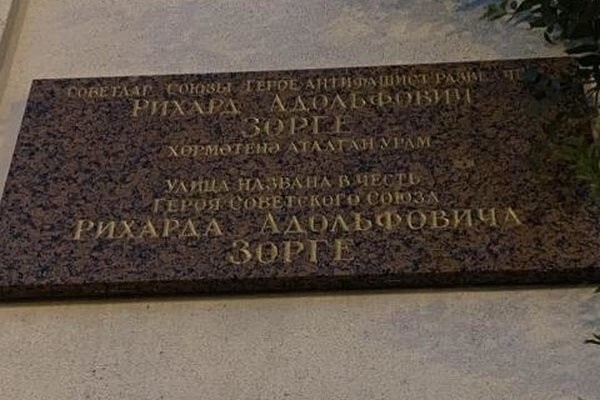 Советлар Союзы Герое антифашист разведчик
Рихард Адольфович
Зорге
хөрмәтенә аталган урам
Улица названа в честь
Героя Советского Союза
Рихарда Адольфовича
Зорге